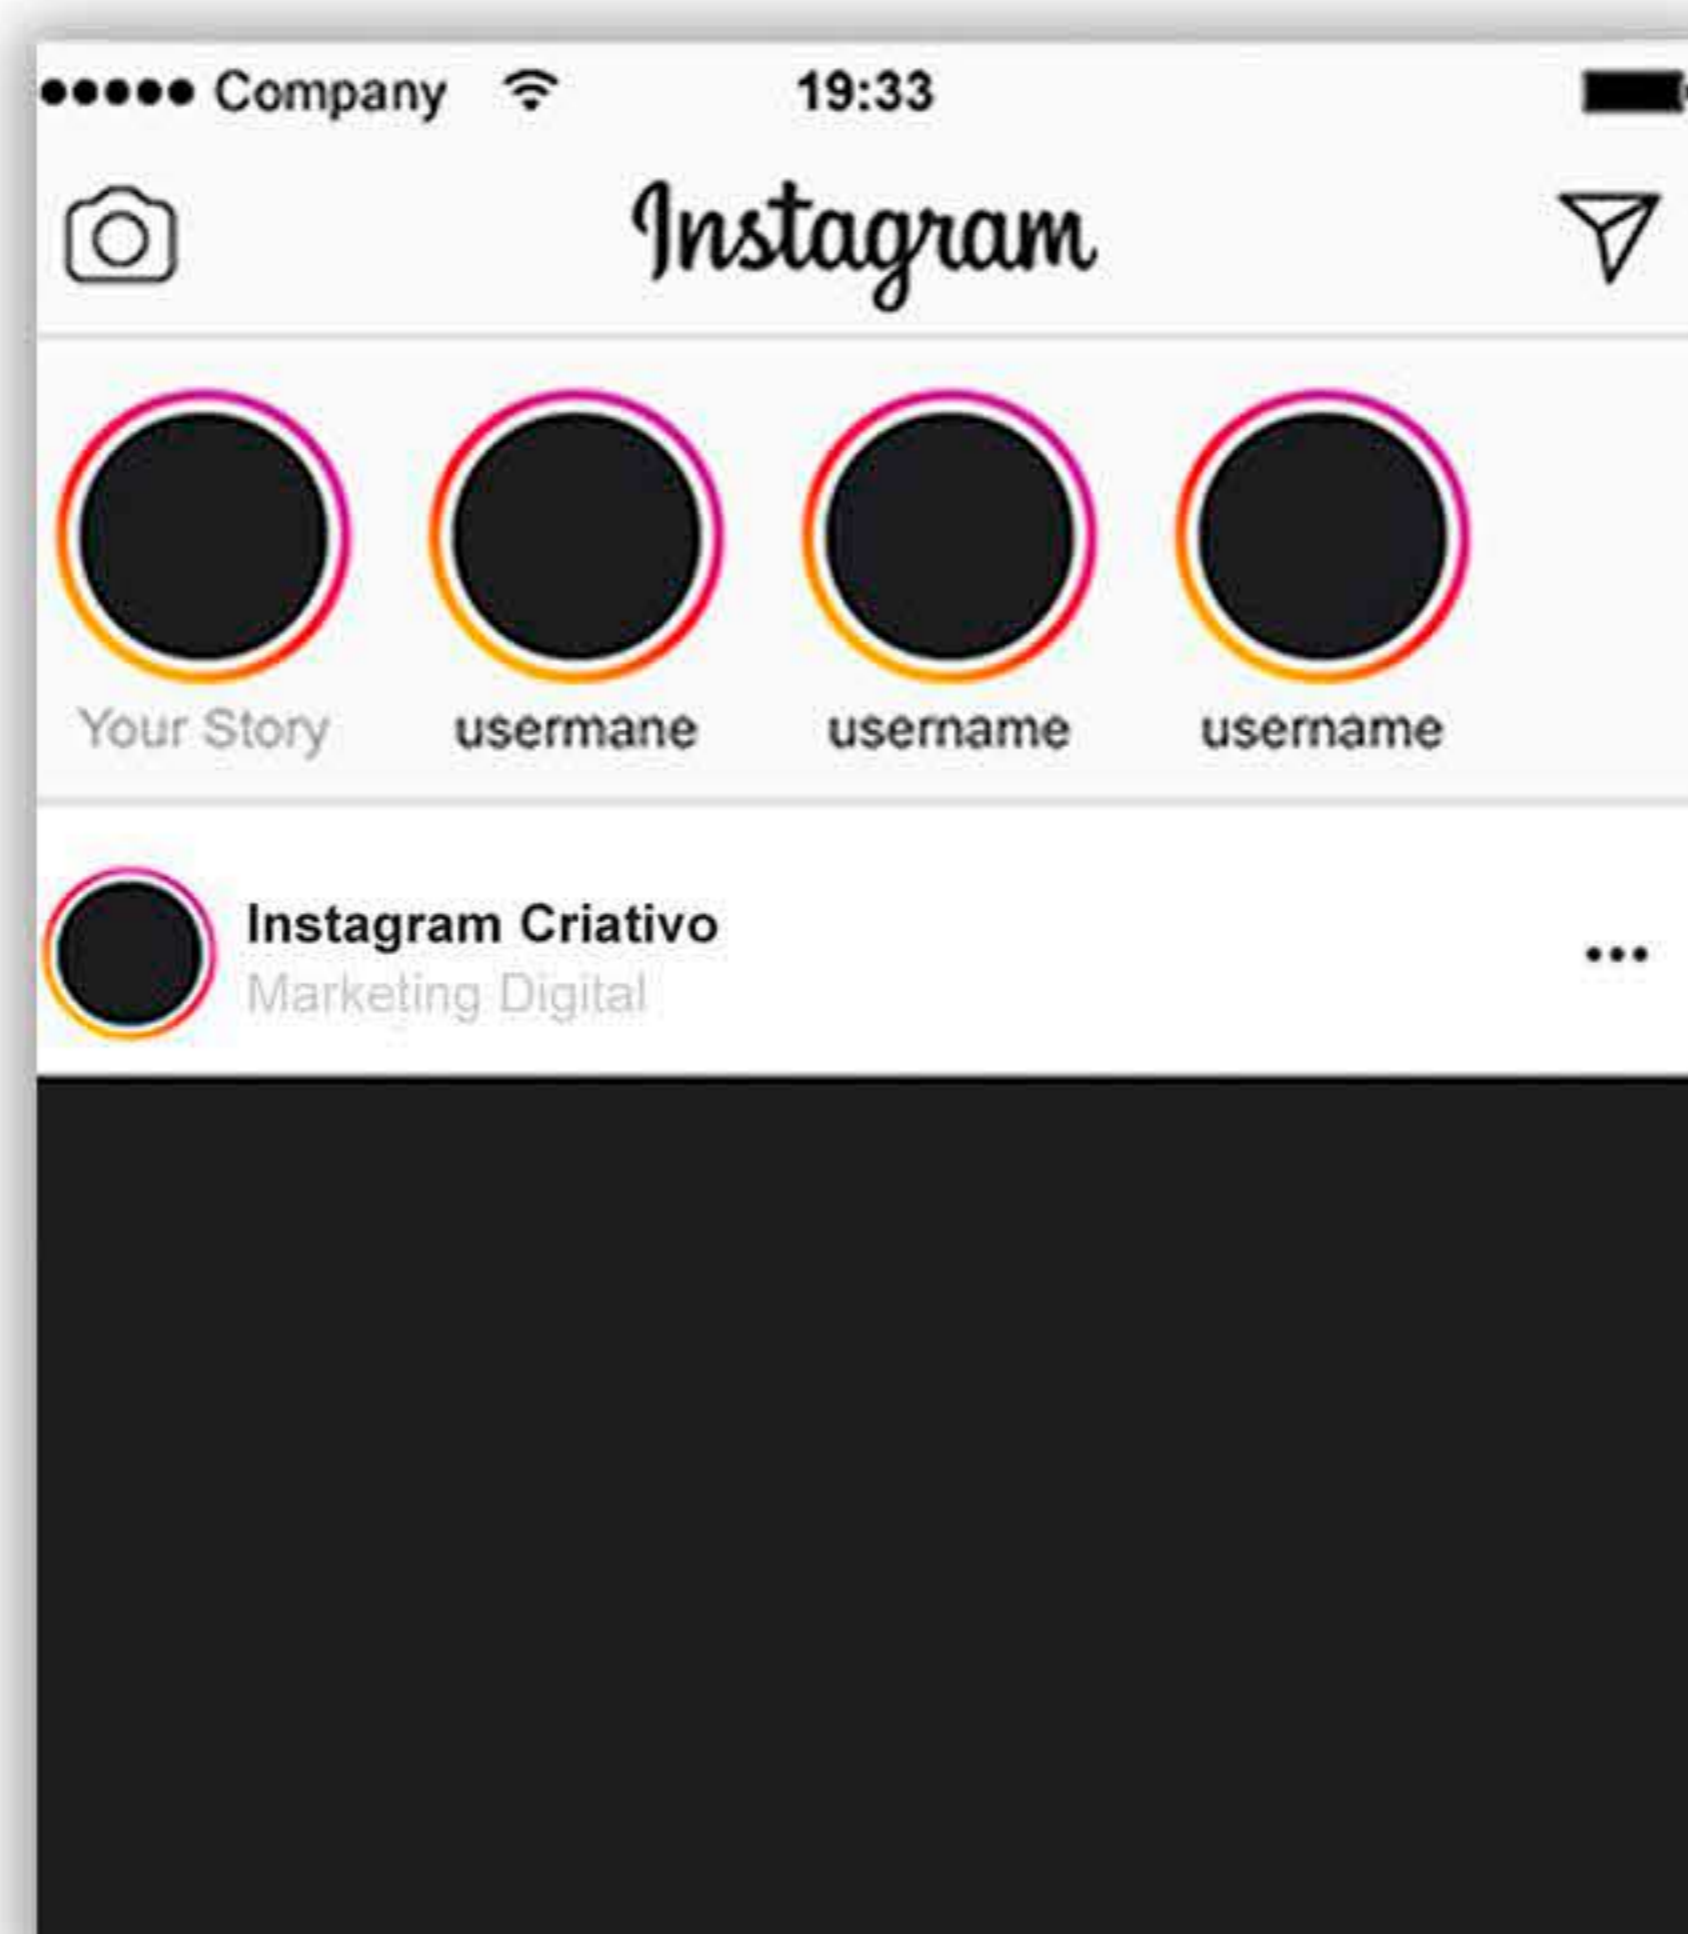 Company 19:33
Instagram
Your Story usermane username username
Instagram Criativo
Marketing Digital